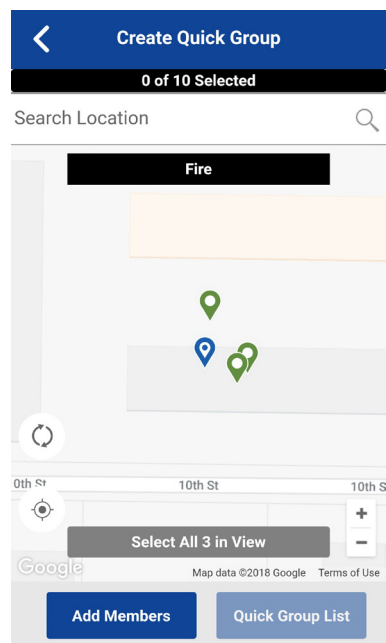 Create Quick Group
0 of 10 Selected
Search Location
Fire
0th St
10th St
10th S
Select All 3 in View
+
−
Google
Map data ©2018 Google
Terms of Use
Add Members
Quick Group List